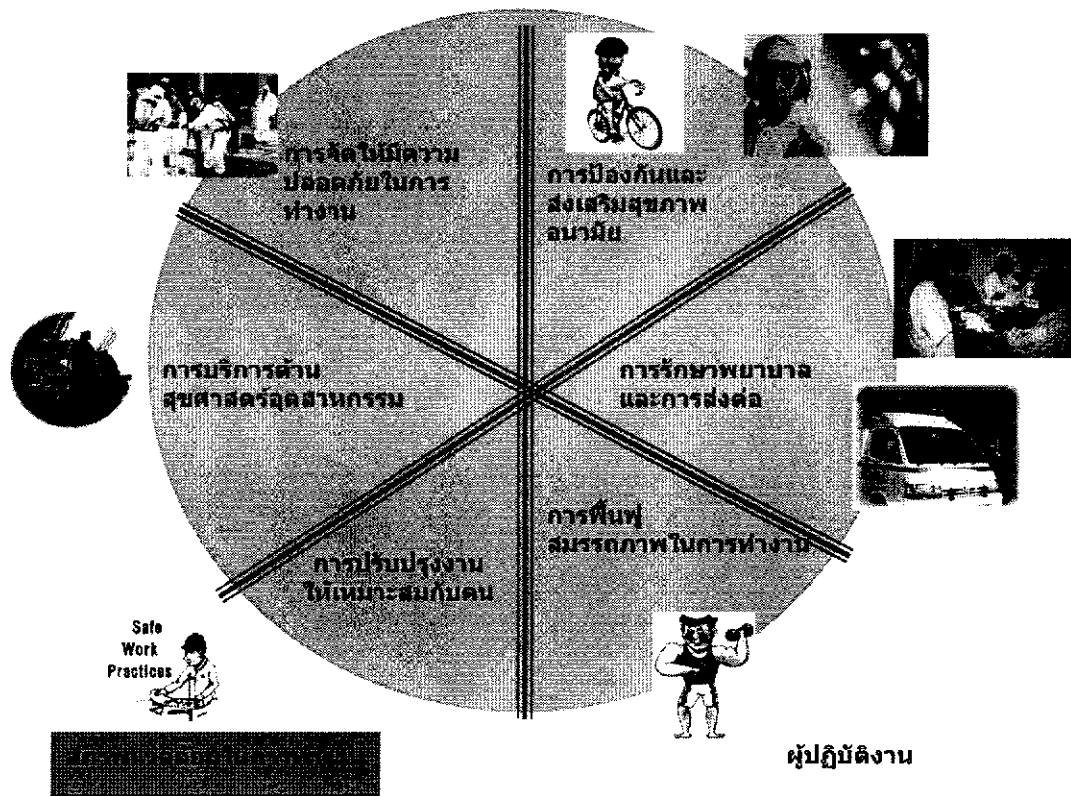 การจัดให้มีความ
ปลอดภัยในการ
ทำงาน
การป้องกันและ
ส่งเสริมสุขภาพ
อนามัย
การบริการด้าน
สุขศาสตร์อุตสาหกรรม
การรักษาพยาบาล
และการส่งต่อ
การปรับปรุงงาน
ให้เหมาะสมกับคน
การฟื้นฟู
สมรรถภาพในการทำงาน
Safe
Work
Practices
ผู้ปฏิบัติงาน